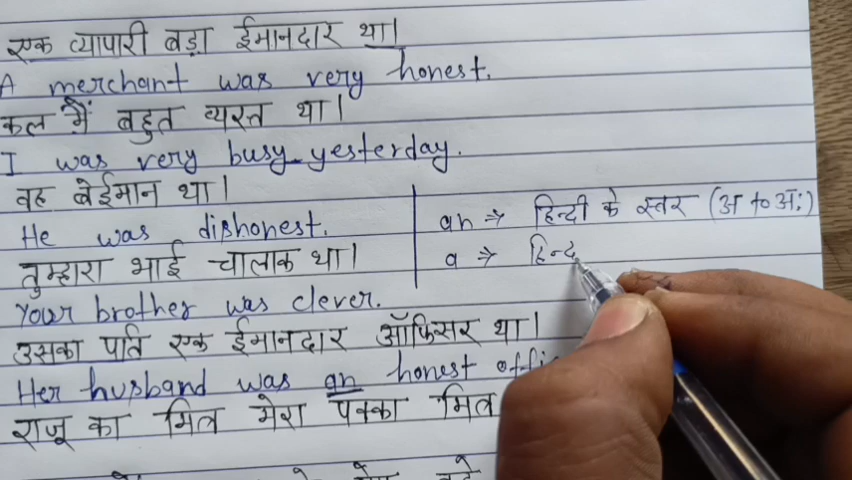 एक व्यापारी बड़ा ईमानदार था।
A merchant was very honest.
कल मैं बहुत व्यस्त था।
I was very busy yesterday.
वह बेईमान था।
He was dishonest.
an ⇒ हिन्दी के स्वर (अ to अः)
तुम्हारा भाई चालाक था।
a ⇒ हिन्द
Your brother was clever.
उसका पति एक ईमानदार ऑफिसर था।
Her husband was an honest offi
राजू का मित्र मेरा पक्का मित्र